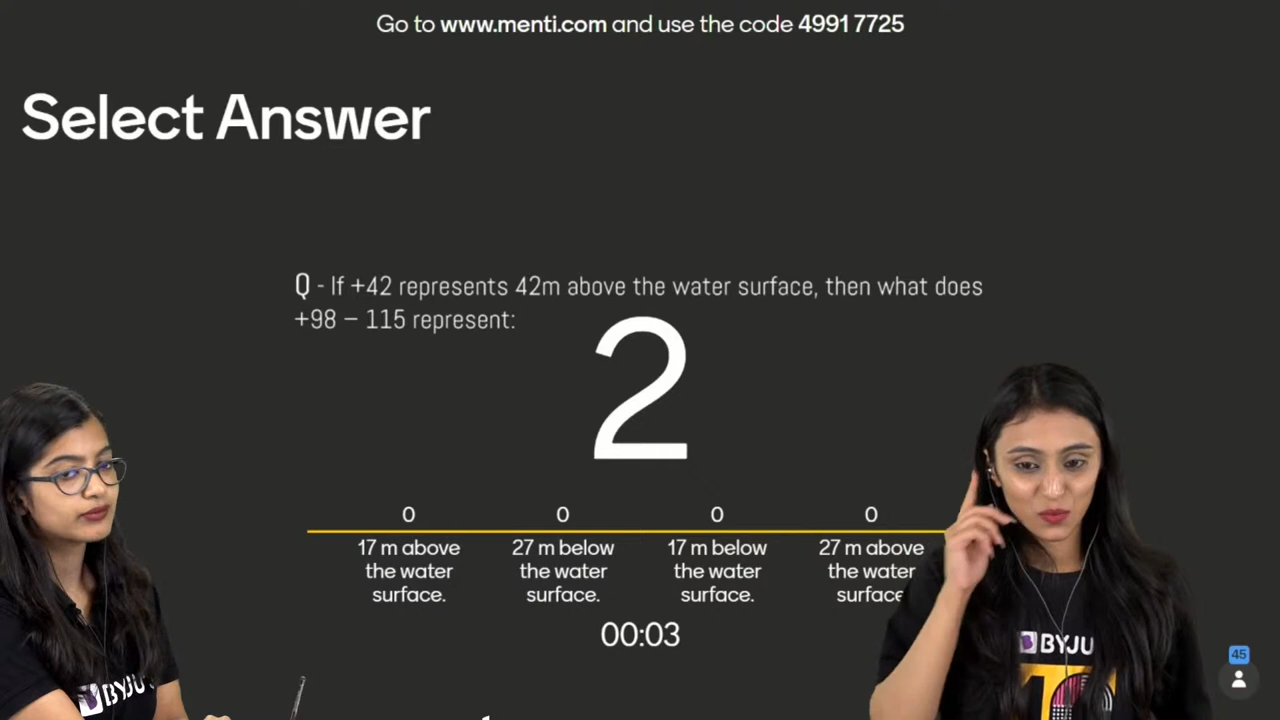 Go to www.menti.com and use the code 4991 7725
Select Answer
Q - If +42 represents 42m above the water surface, then what does
+98 – 115 represent:
2
0
0
0
0
17 m above
the water
surface.
27 m below
the water
surface.
17 m below
the water
surface.
27 m above
the water
surface
00:03
BYJU
BYJU
45